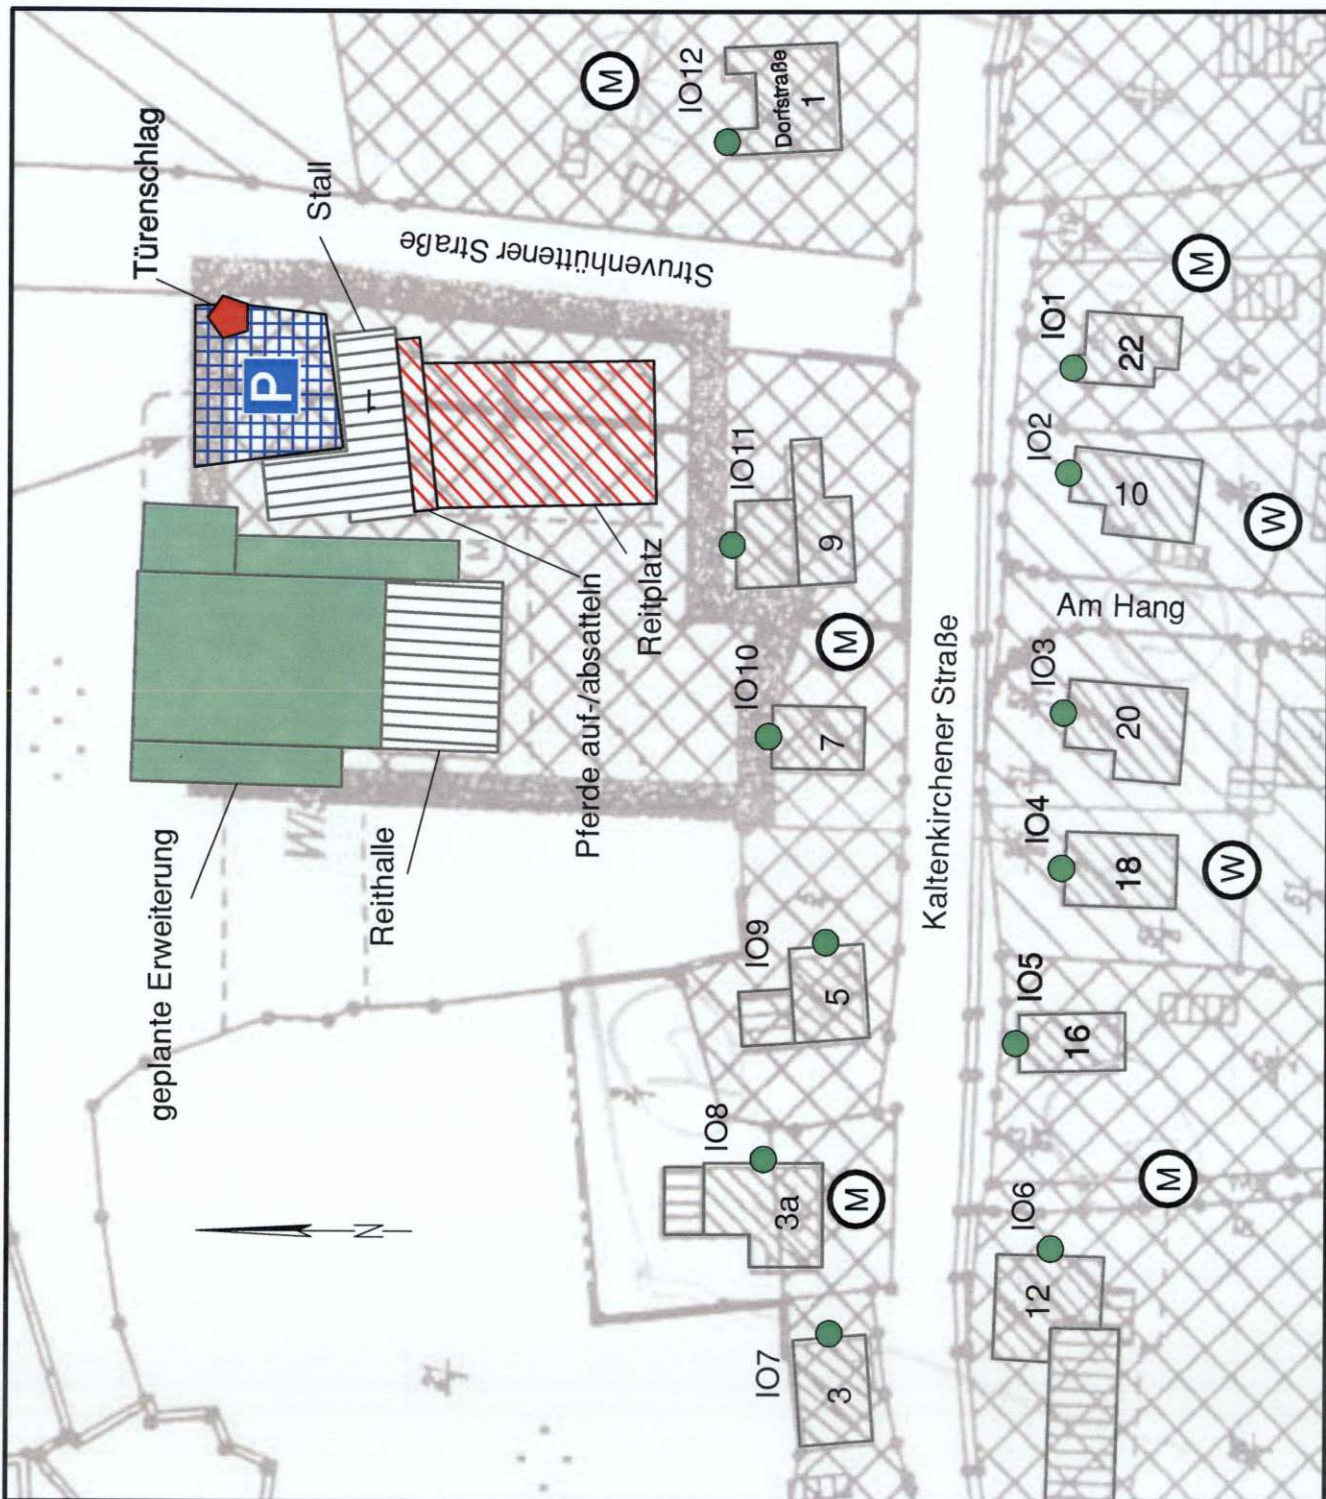 Türenschlag
Stall
Struvenhüttener Straße
P
1
IO12
Dorfstraße
1
M
geplante Erweiterung
Reithalle
Pferde auf-/absatteln
Reitplatz
Wi
M
N
IO7
3
IO8
3a
M
IO9
5
IO10
7
M
IO11
9
Kaltenkirchener Straße
IO6
12
M
IO5
16
IO4
18
W
IO3
20
Am Hang
IO2
10
W
IO1
22
M